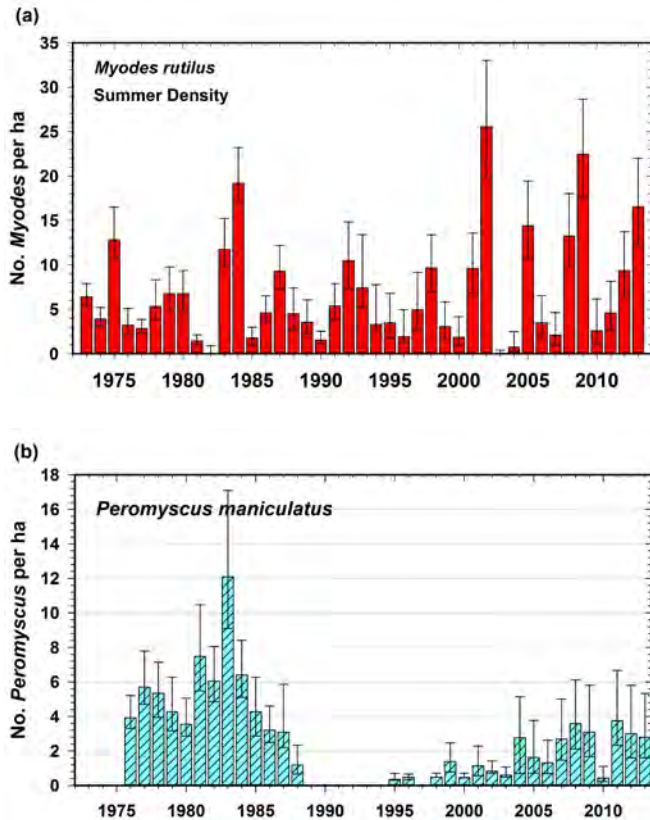 (a)
35
30
25
20
15
10
5
0
No. Myodes per ha
Myodes rutilus
Summer Density
1975 1980 1985 1990 1995 2000 2005 2010
(b)
18
16
14
12
10
8
6
4
2
0
No. Peromyscus per ha
Peromyscus maniculatus
1975 1980 1985 1990 1995 2000 2005 2010